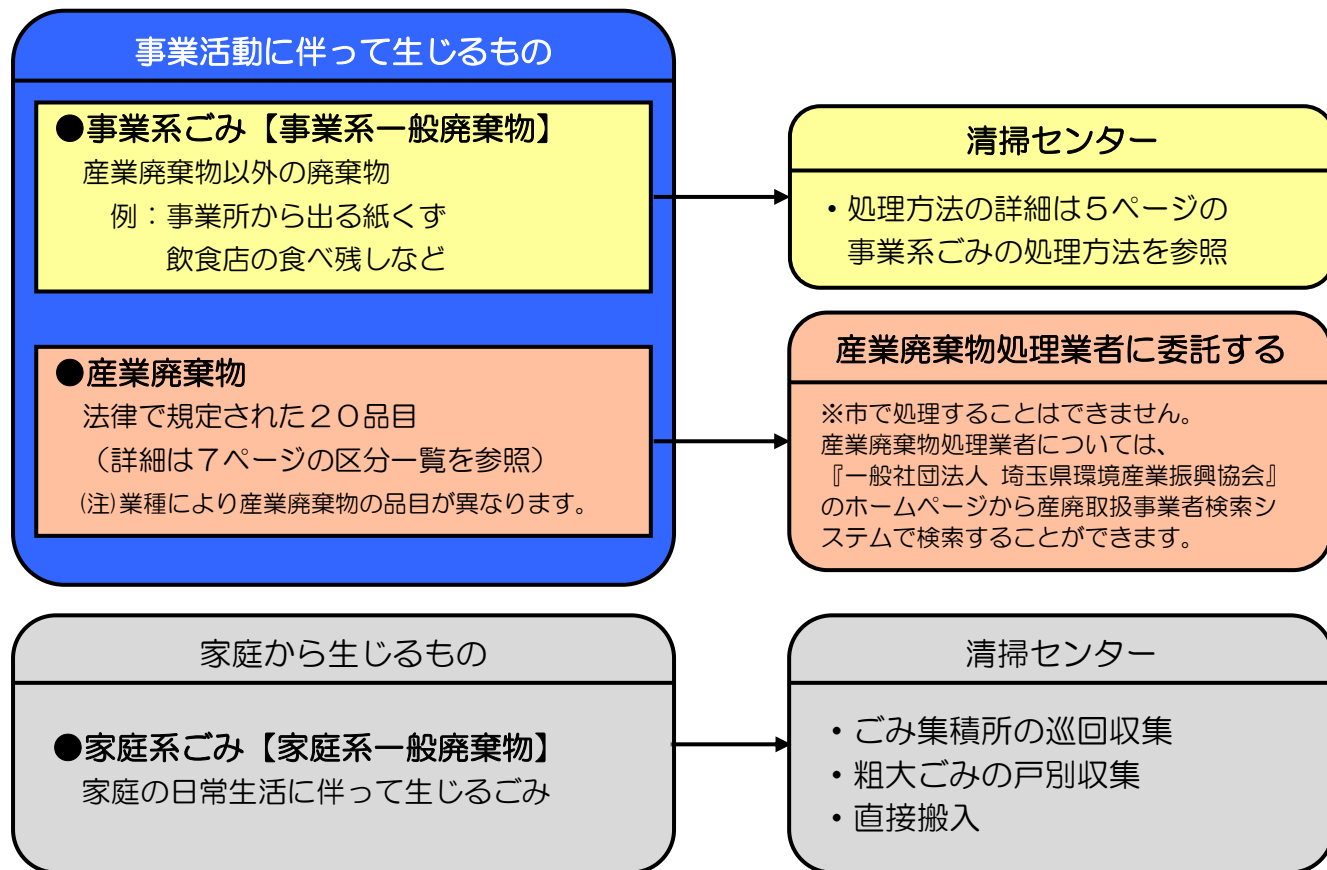 事業活動に伴って生じるもの
●事業系ごみ【事業系一般廃棄物】
産業廃棄物以外の廃棄物
例：事業所から出る紙くず
飲食店の食べ残しなど
清掃センター
・処理方法の詳細は５ページの
事業系ごみの処理方法を参照
●産業廃棄物
法律で規定された２０品目
（詳細は７ページの区分一覧を参照）
(注)業種により産業廃棄物の品目が異なります。
産業廃棄物処理業者に委託する
※市で処理することはできません。
産業廃棄物処理業者については、
『一般社団法人 埼玉県環境産業振興協会』
のホームページから産廃取扱事業者検索シ
ステムで検索することができます。
家庭から生じるもの
●家庭系ごみ【家庭系一般廃棄物】
家庭の日常生活に伴って生じるごみ
清掃センター
・ごみ集積所の巡回収集
・粗大ごみの戸別収集
・直接搬入